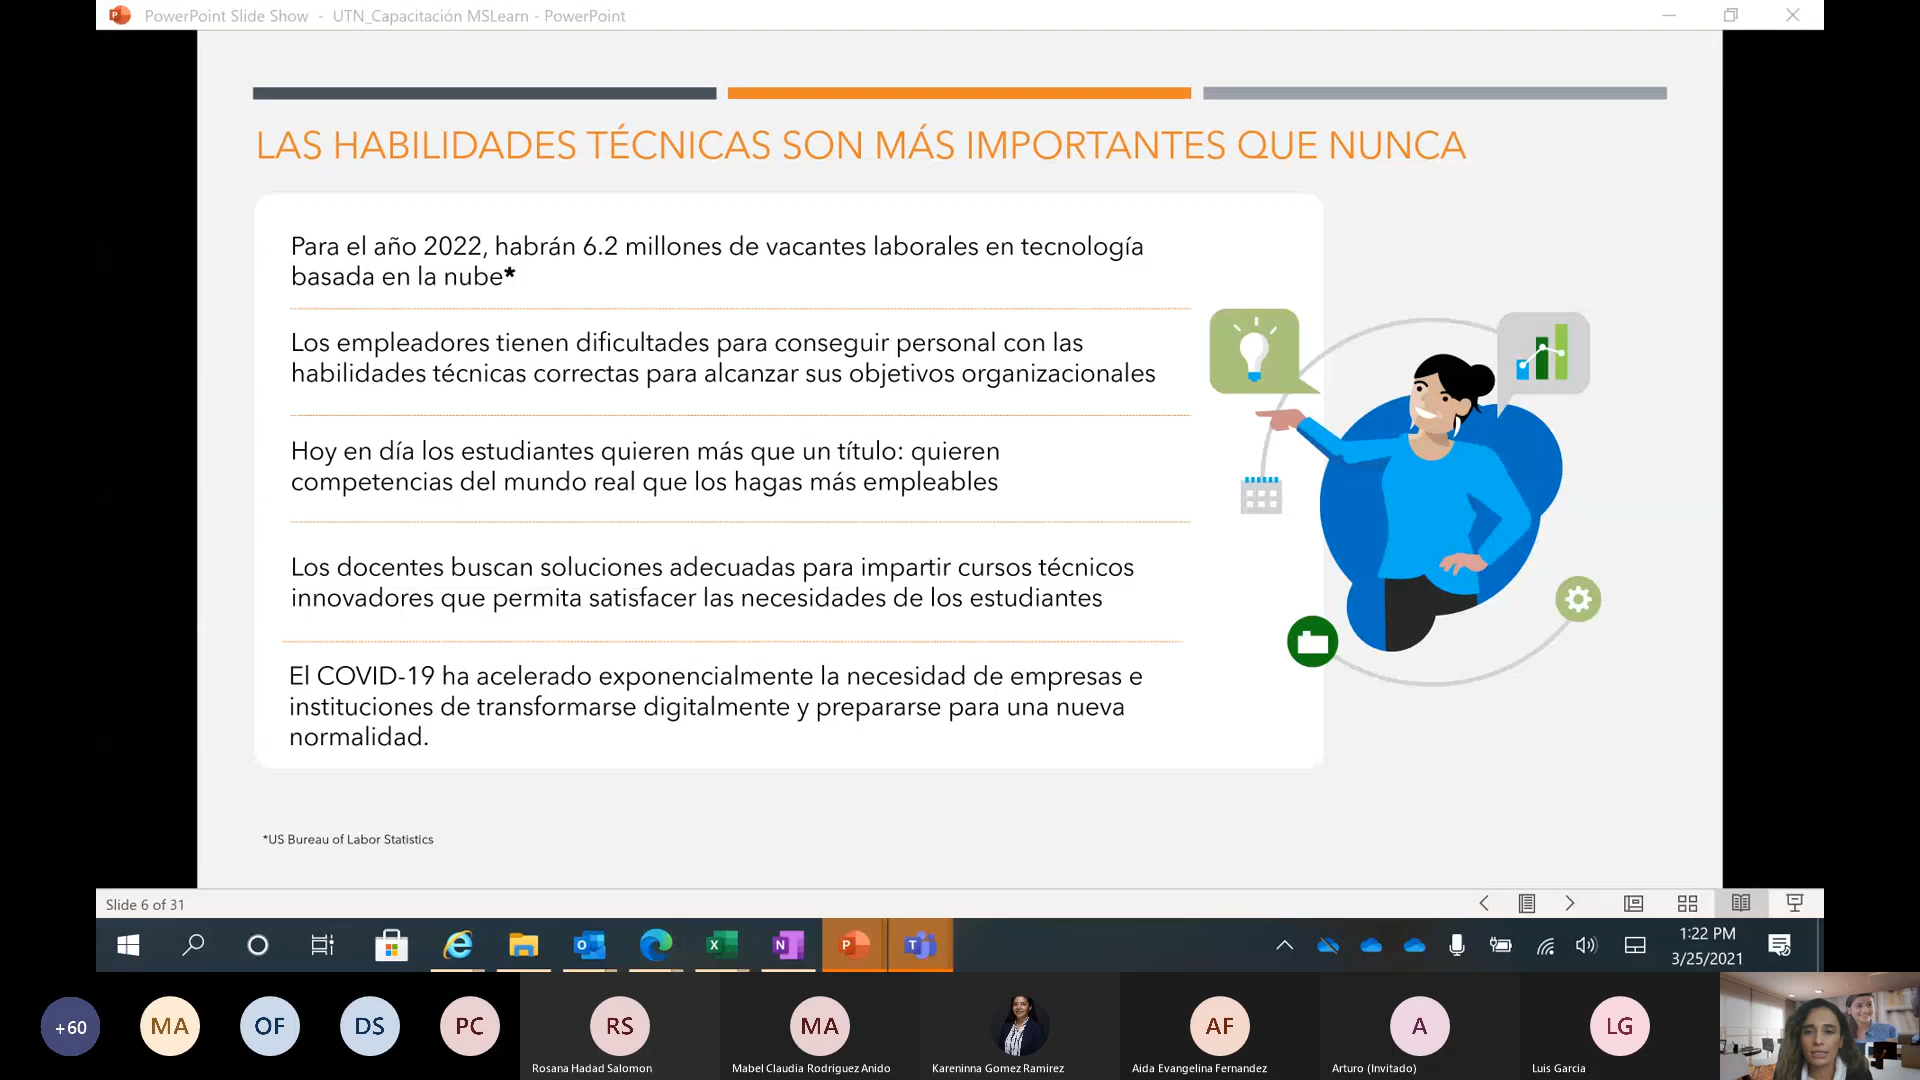 PowerPoint Slide Show - UTN_Capacitación MSLearn - PowerPoint
LAS HABILIDADES TÉCNICAS SON MÁS IMPORTANTES QUE NUNCA
Para el año 2022, habrán 6.2 millones de vacantes laborales en tecnología
basada en la nube*
Los empleadores tienen dificultades para conseguir personal con las
habilidades técnicas correctas para alcanzar sus objetivos organizacionales
Hoy en día los estudiantes quieren más que un título: quieren
competencias del mundo real que los hagas más empleables
Los docentes buscan soluciones adecuadas para impartir cursos técnicos
innovadores que permita satisfacer las necesidades de los estudiantes
El COVID-19 ha acelerado exponencialmente la necesidad de empresas e
instituciones de transformarse digitalmente y prepararse para una nueva
normalidad.
*US Bureau of Labor Statistics
Slide 6 of 31
1:22 PM
3/25/2021
+60
MA
OF
DS
PC
RS
MA
AF
A
LG
Rosana Hadad Salomon
Mabel Claudia Rodriguez Anido
Kareninna Gomez Ramirez
Aida Evangelina Fernandez
Arturo (Invitado)
Luis Garcia